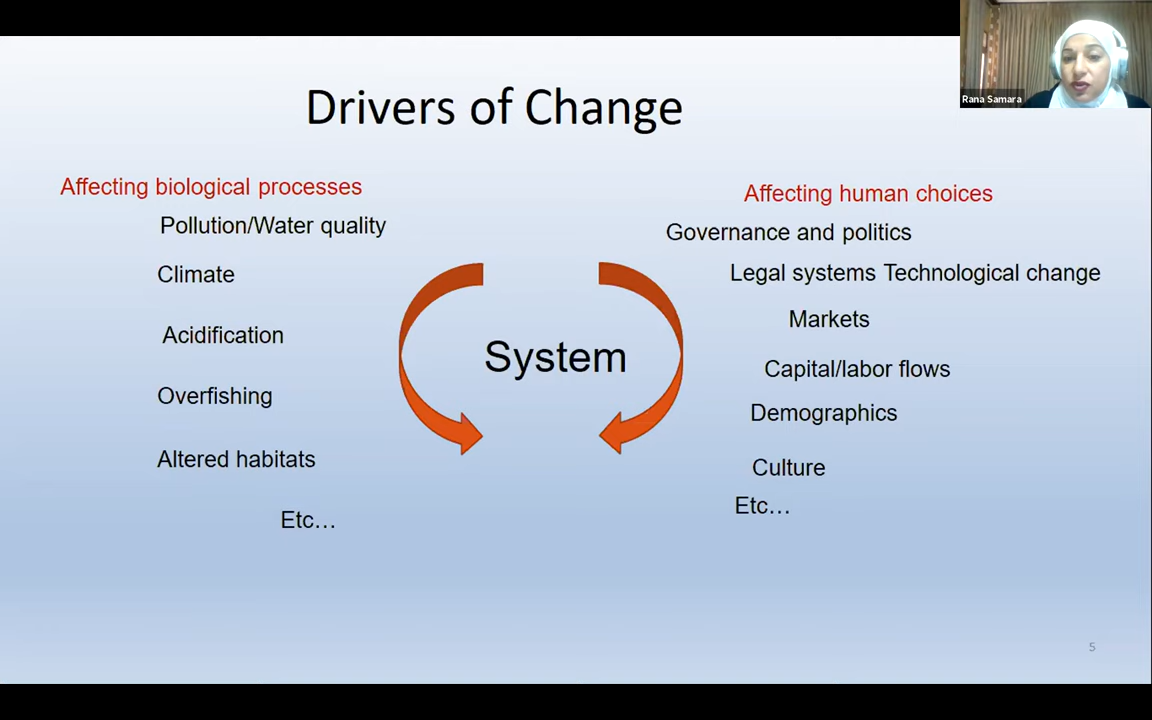 Rana Samara
Drivers of Change
Affecting biological processes
Pollution/Water quality
Climate
Acidification
Overfishing
Altered habitats
Etc…
System
Affecting human choices
Governance and politics
Legal systems Technological change
Markets
Capital/labor flows
Demographics
Culture
Etc…
5